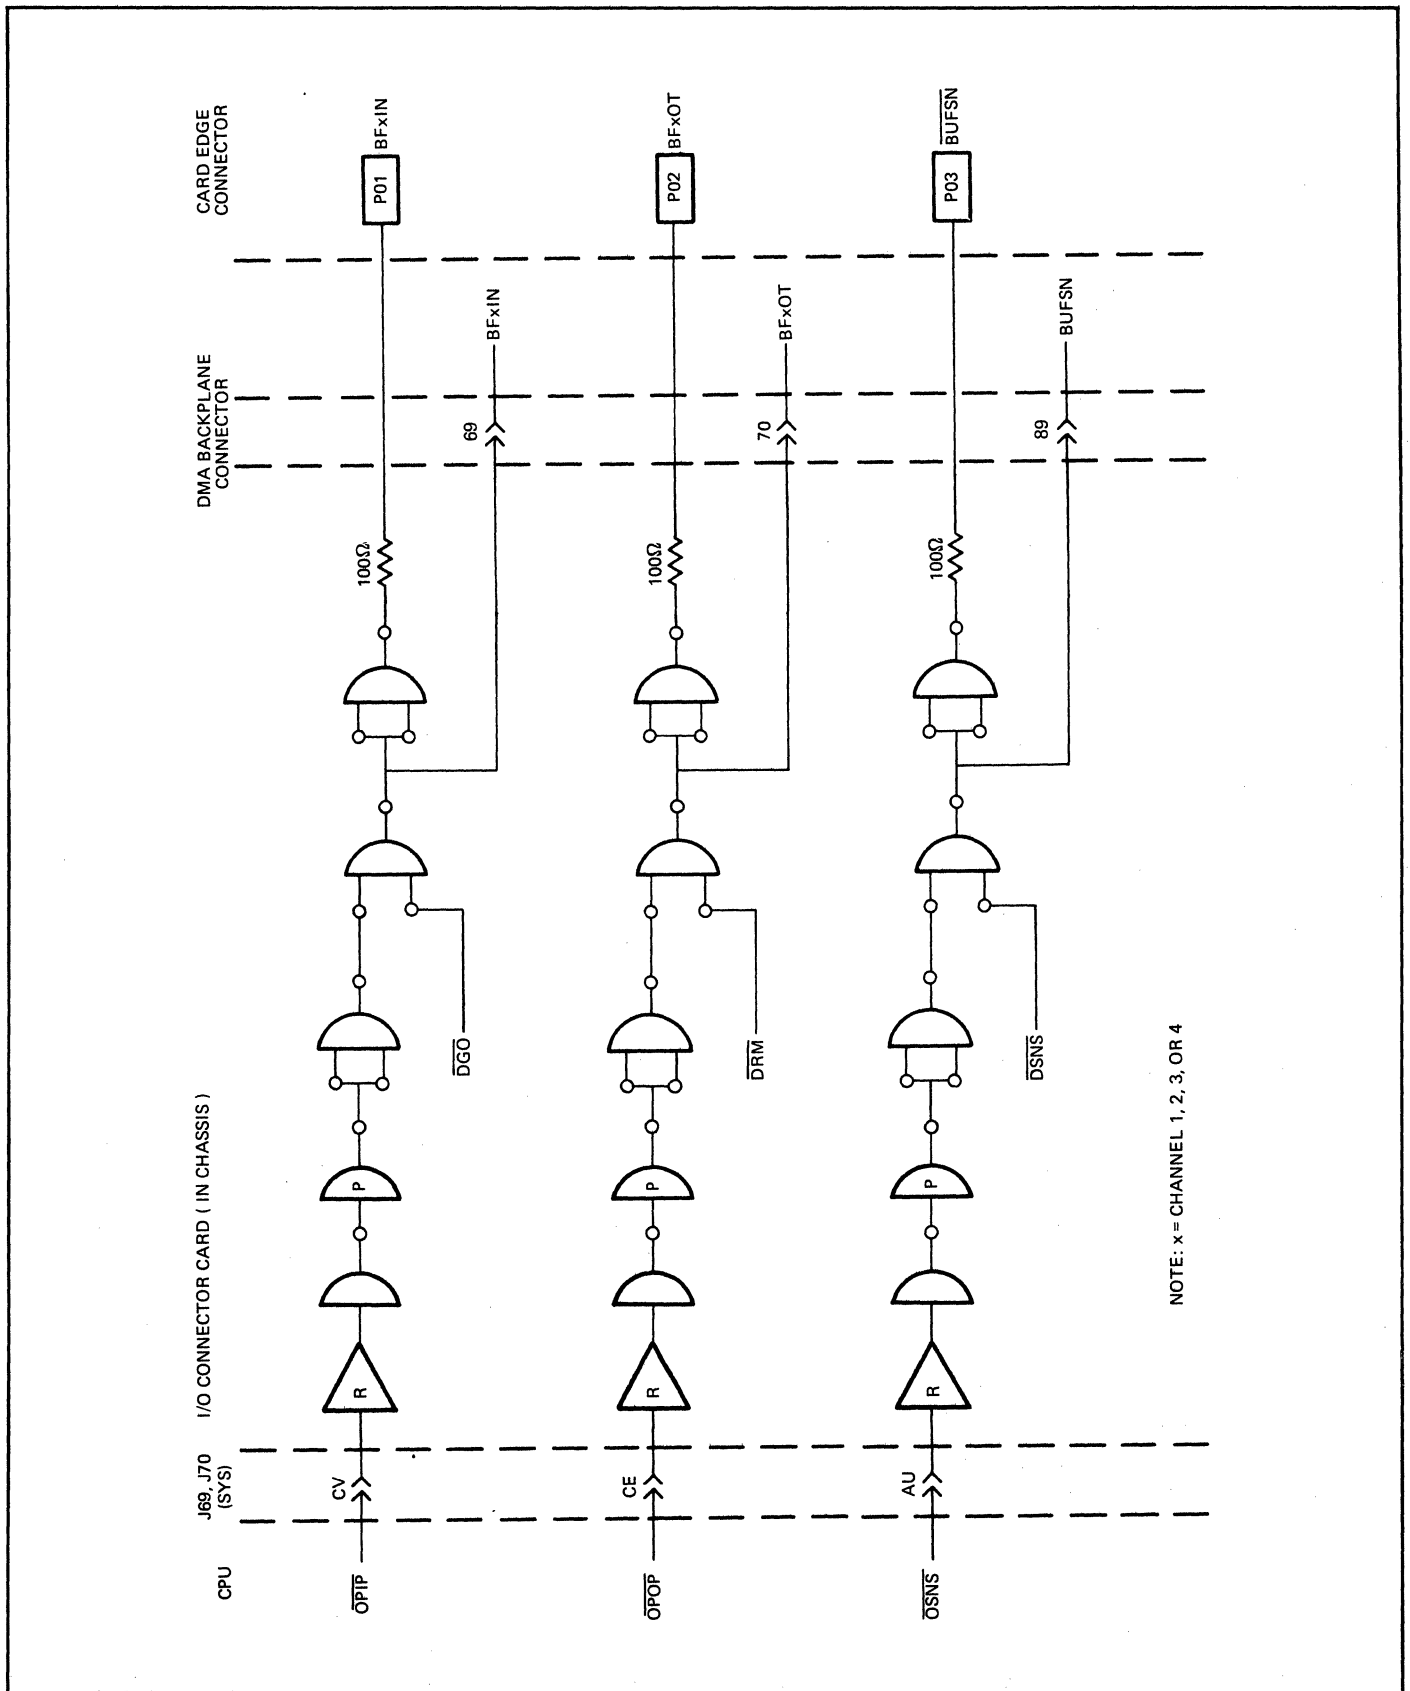 CPU
J69, J70
(SYS)
I/O CONNECTOR CARD ( IN CHASSIS )
DMA BACKPLANE
CONNECTOR
CARD EDGE
CONNECTOR
OPIP
CV
R
P
DGO
100Ω
69
BFxIN
P01
BFxIN
OPOP
CE
R
P
DRM
100Ω
70
BFxOT
P02
BFxOT
OSNS
AU
R
P
DSNS
100Ω
89
BUFSN
P03
BUFSN
NOTE: x = CHANNEL 1, 2, 3, OR 4